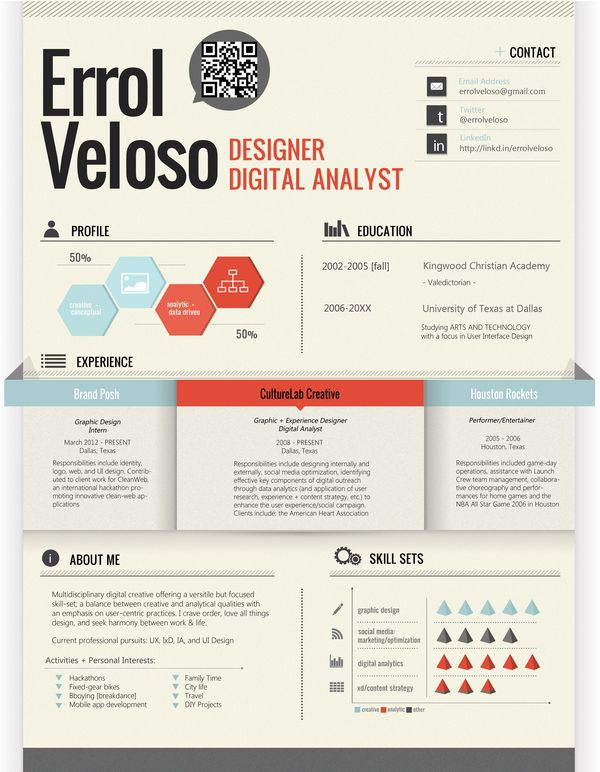 Errol
Veloso
DESIGNER
DIGITAL ANALYST
+ CONTACT
Email Address
errolveloso@gmail.com
t
Twitter
@errolveloso
in
LinkedIn
http://linkd.in/errolveloso
PROFILE
50%
creative +
conceptual
analytic +
data driven
50%
EDUCATION
2002-2005 [fall]
Kingwood Christian Academy
- Valedictorian -
2006-20XX
University of Texas at Dallas
Studying ARTS AND TECHNOLOGY
with a focus in User Interface Design
EXPERIENCE
Brand Posh
Graphic Design
Intern
March 2012 - PRESENT
Dallas, Texas
Responsibilities include identity,
logo, web, and UI design. Contrib-
uted to client work for CleanWeb,
an international hackathon pro-
moting innovative clean-web ap-
plications
CultureLab Creative
Graphic + Experience Designer
Digital Analyst
2008 - PRESENT
Dallas, Texas
Responsibilities include designing internally and
externally, social media optimization, identifying
effective key components of digital outreach
through data analytics (and application of user
research, experience + content strategy, etc.) to
enhance the user experience/social campaign.
Clients include: the American Heart Association
Houston Rockets
Performer/Entertainer
2005 - 2006
Houston, Texas
Responsibilities included game-day
operations, assistance with Launch
Crew team management, collabora-
tive choreography and perfor-
mances for home games and the
NBA All Star Game 2006 in Houston
i
ABOUT ME
Multidisciplinary digital creative offering a versitile but focused
skill-set; a balance between creative and analytical qualities with
an emphasis on user-centric practices. I crave order, love all things
design, and seek harmony between work & life.
Current professional pursuits: UX, IxD, IA, and UI Design
Activities + Personal Interests:
Hackathons
Fixed-gear bikes
Bboying [breakdance]
Mobile app development
Family Time
City life
Travel
DIY Projects
SKILL SETS
graphic design
social media:
marketing/optimization
digital analytics
xd/content strategy
creative
analytic
other